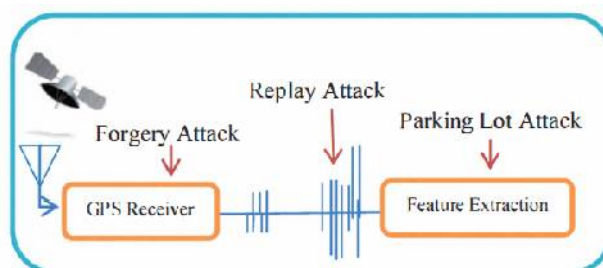 Replay Attack
Forgery Attack
Parking Lot Attack
GPS Receiver
Feature Extraction